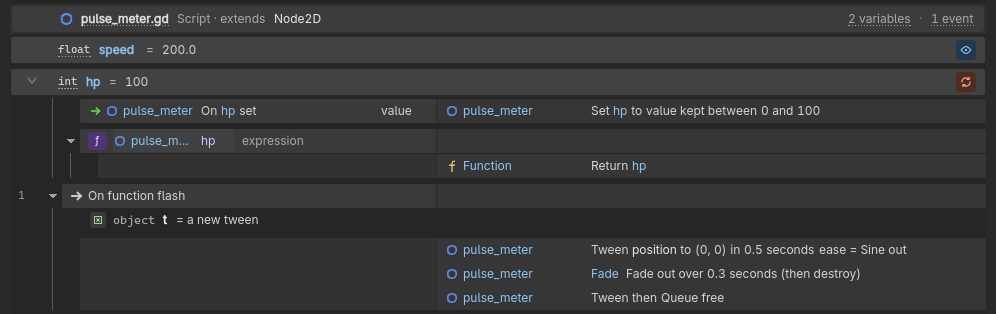 pulse_meter.gd Script · extends Node2D 2 variables · 1 event
float speed = 200.0
int hp = 100
pulse_meter On hp set value pulse_meter Set hp to value kept between 0 and 100
f pulse_m... hp expression
f Function Return hp
1 On function flash
object t = a new tween
pulse_meter Tween position to (0, 0) in 0.5 seconds ease = Sine out
pulse_meter Fade Fade out over 0.3 seconds (then destroy)
pulse_meter Tween then Queue free